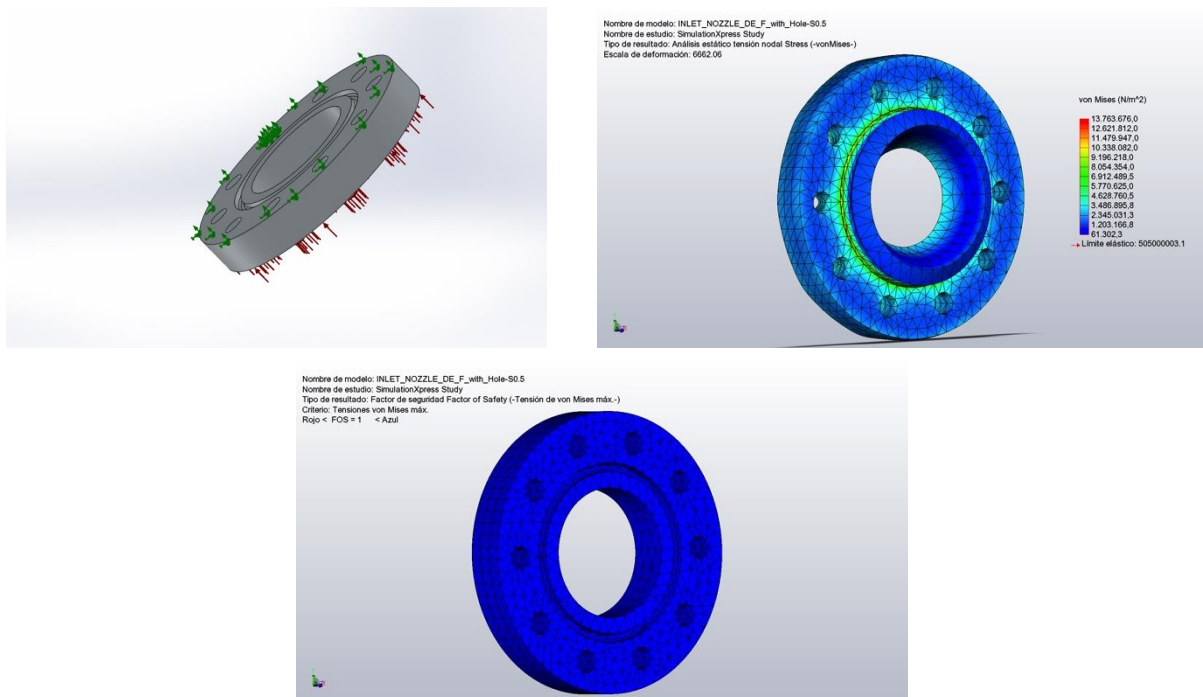 Nombre de modelo: INLET_NOZZLE_DE_F_with_Hole-S0.5
Nombre de estudio: SimulationXpress Study
Tipo de resultado: Análisis estático tensión nodal Stress (-vonMises-)
Escala de deformación: 6662.06
von Mises (N/m^2)
13.763.676,0
12.621.812,0
11.479.947,0
10.338.082,0
9.196.218,0
8.054.354,0
6.912.489,5
5.770.625,0
4.628.760,5
3.486.895,8
2.345.031,3
1.203.166,8
61.302,3
Límite elástico: 505000003.1
Nombre de modelo: INLET_NOZZLE_DE_F_with_Hole-S0.5
Nombre de estudio: SimulationXpress Study
Tipo de resultado: Factor de seguridad Factor of Safety (-Tensión de von Mises máx.-)
Criterio: Tensiones von Mises máx.
Rojo < FOS = 1 < Azul